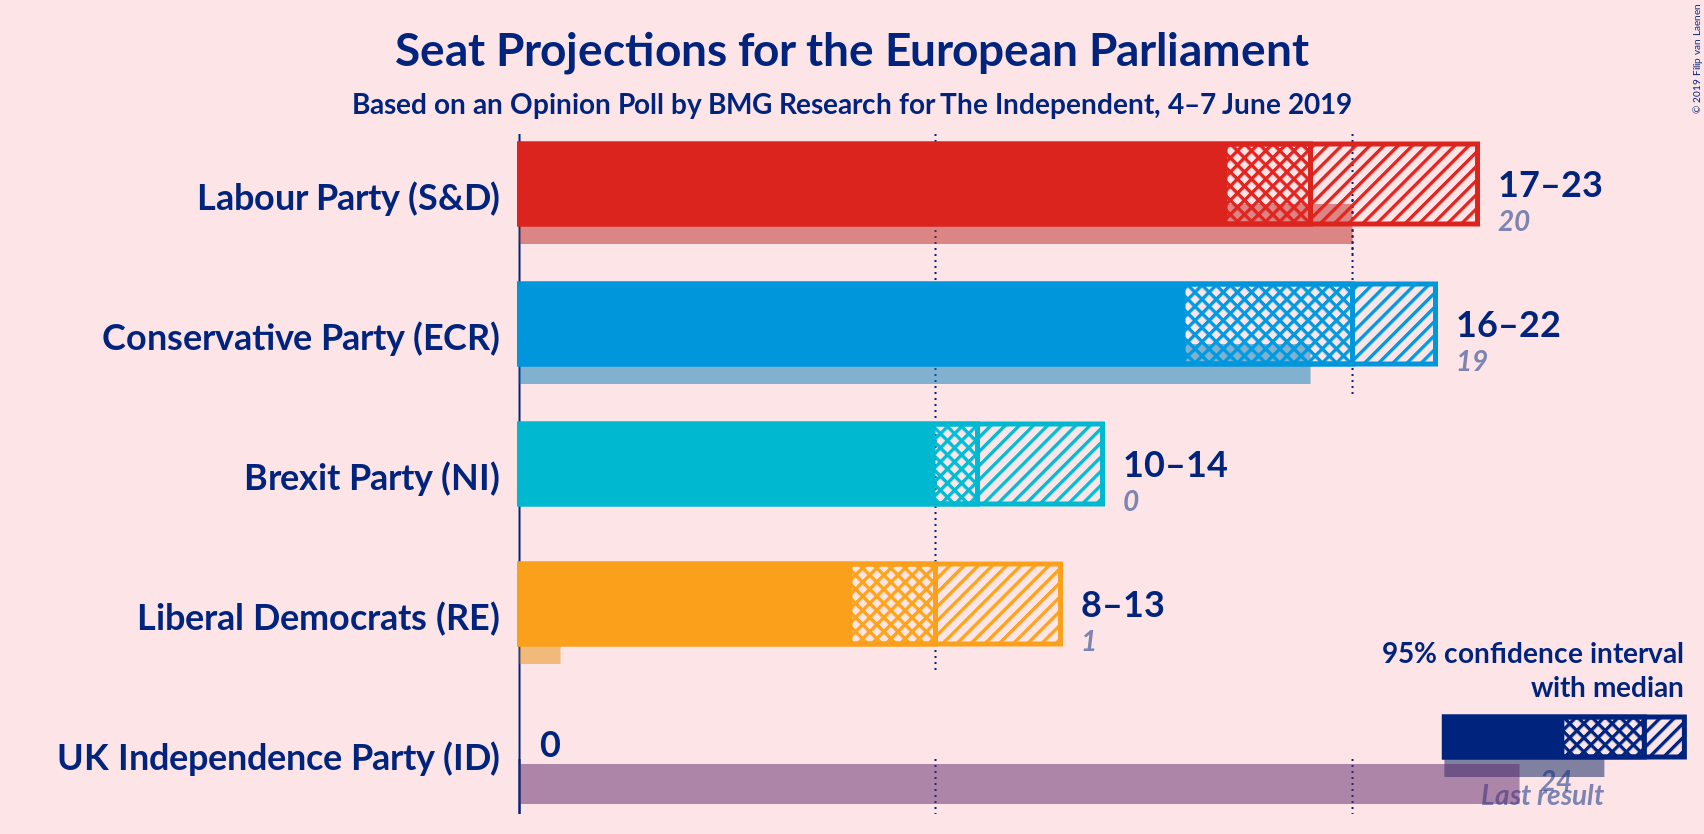 Seat Projections for the European Parliament
Based on an Opinion Poll by BMG Research for The Independent, 4–7 June 2019
© 2019 Filip van Laenen
Labour Party (S&D)
17–23
20
Conservative Party (ECR)
16–22
19
Brexit Party (NI)
10–14
0
Liberal Democrats (RE)
8–13
1
95% confidence interval
with median
UK Independence Party (ID)
0
24
Last result